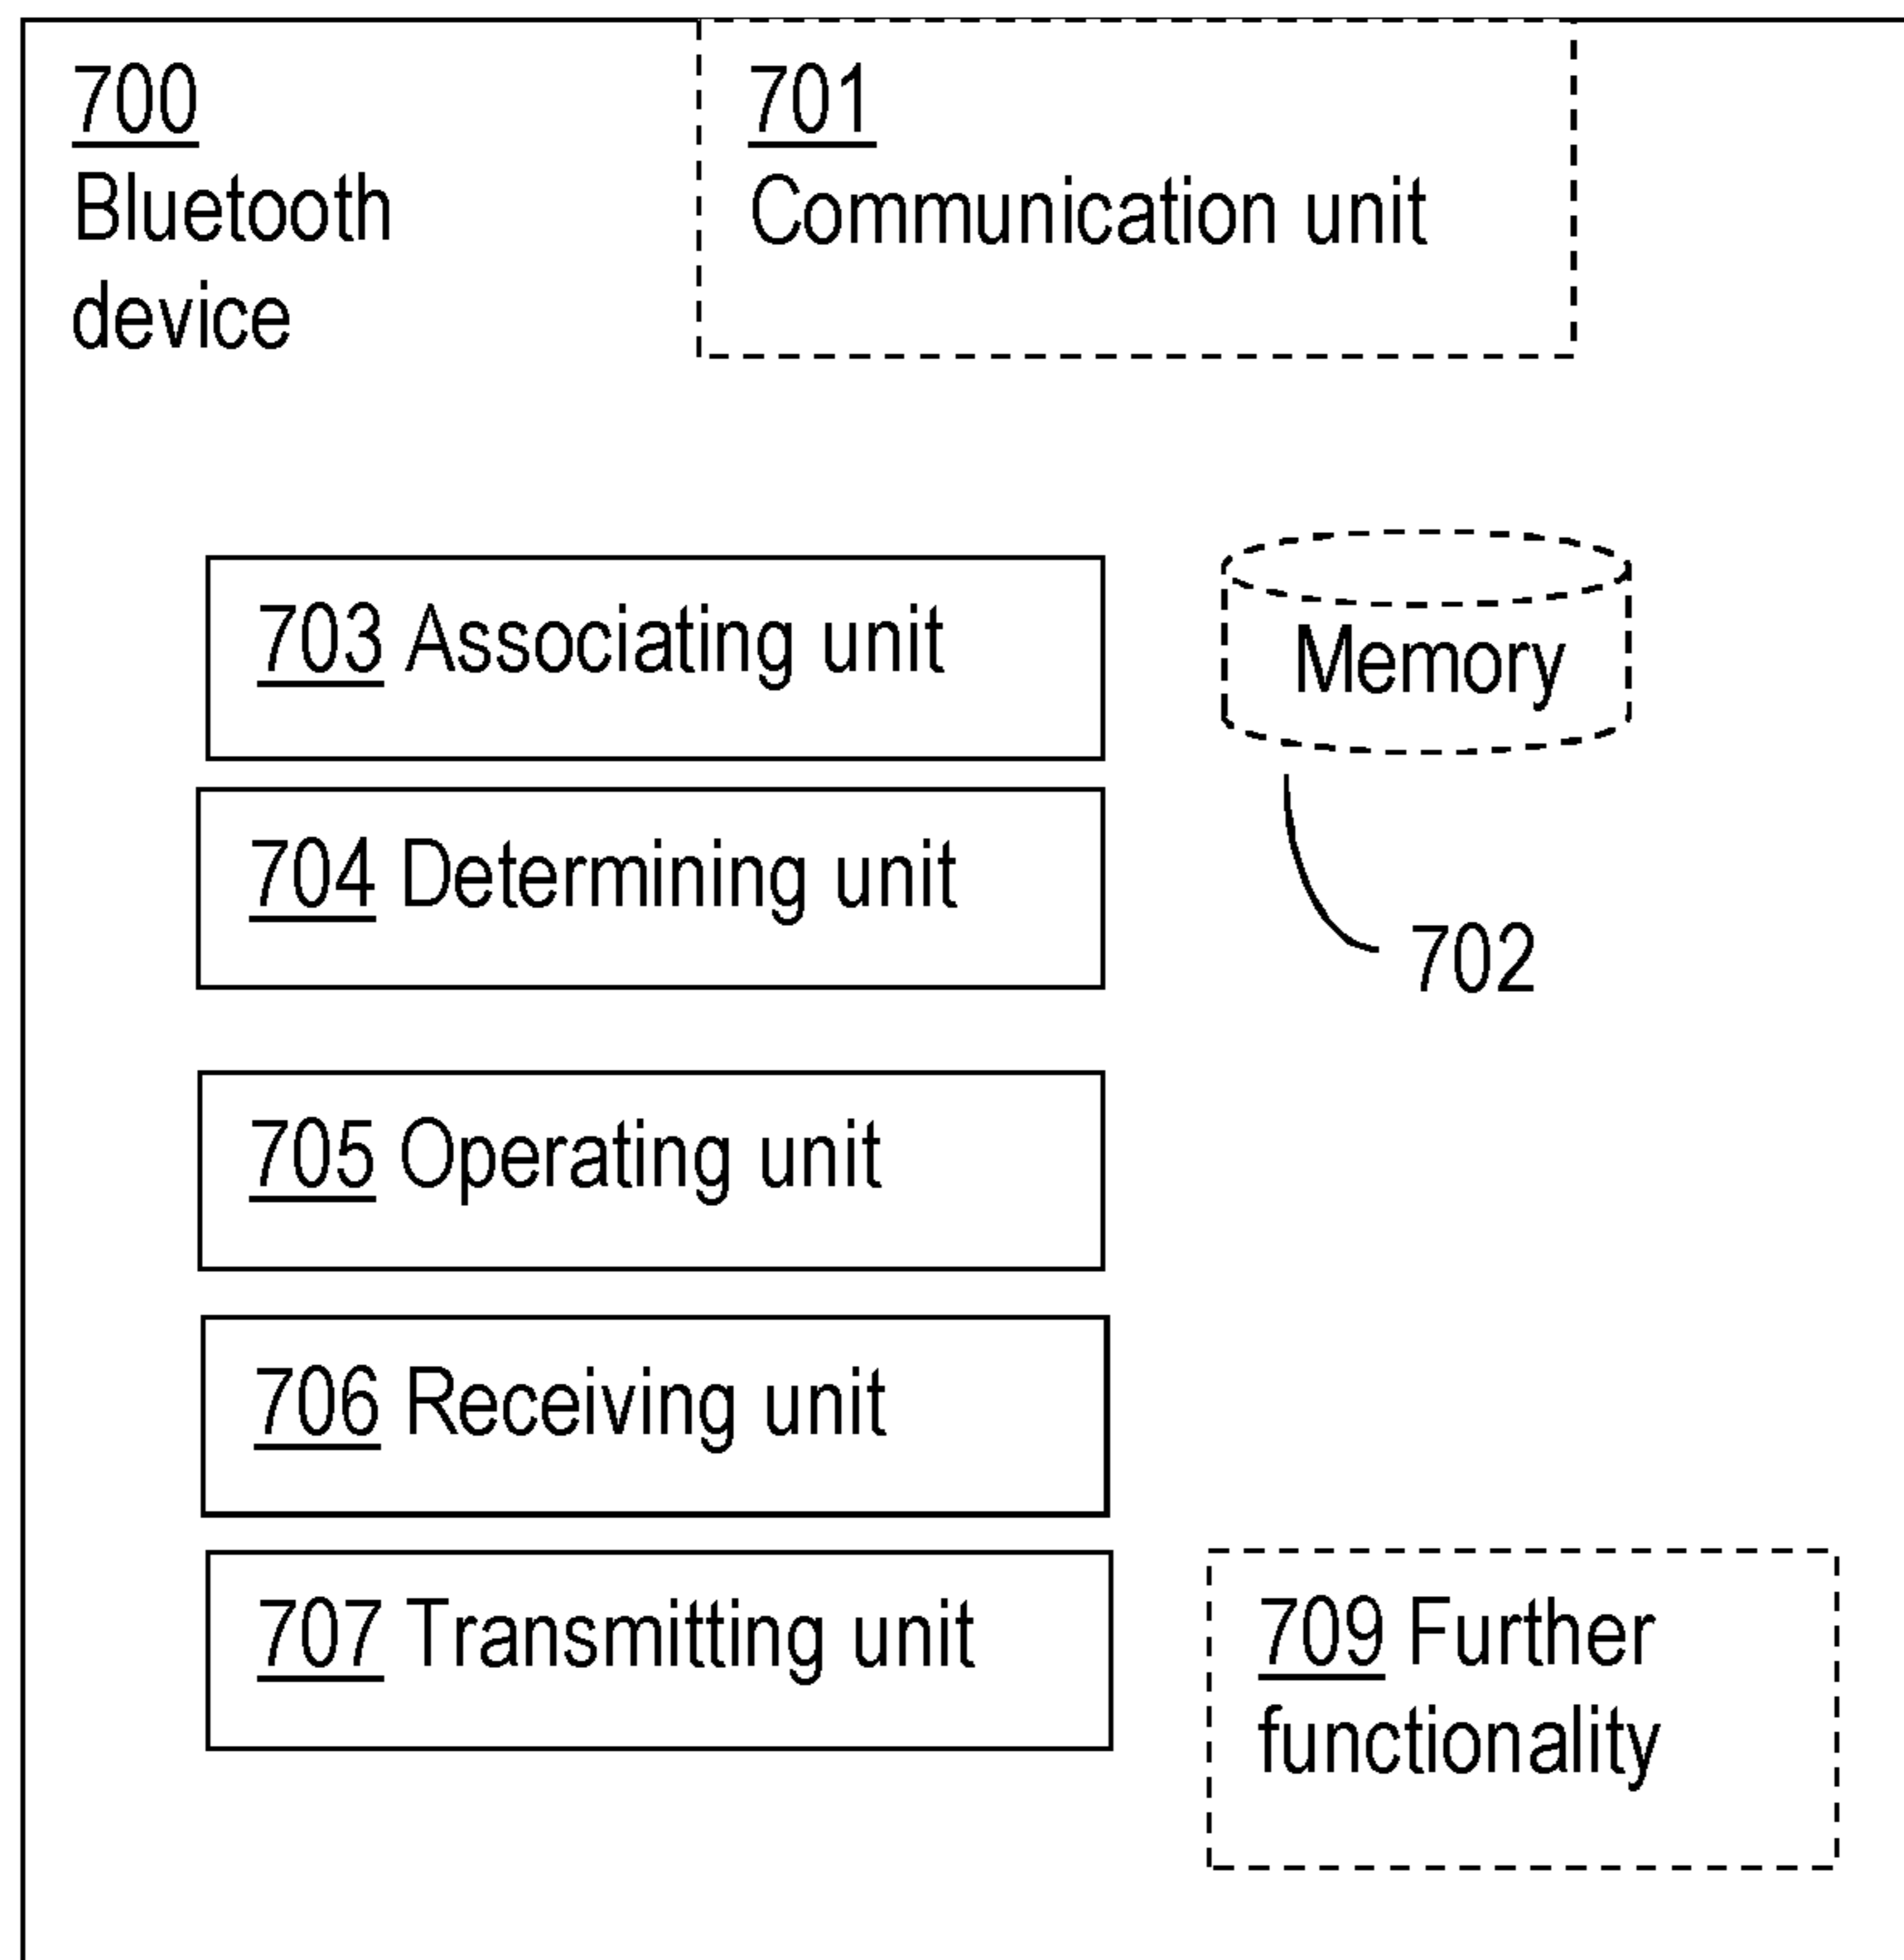 700
Bluetooth
device
701
Communication unit
703 Associating unit
Memory
704 Determining unit
702
705 Operating unit
706 Receiving unit
707 Transmitting unit
709 Further
functionality